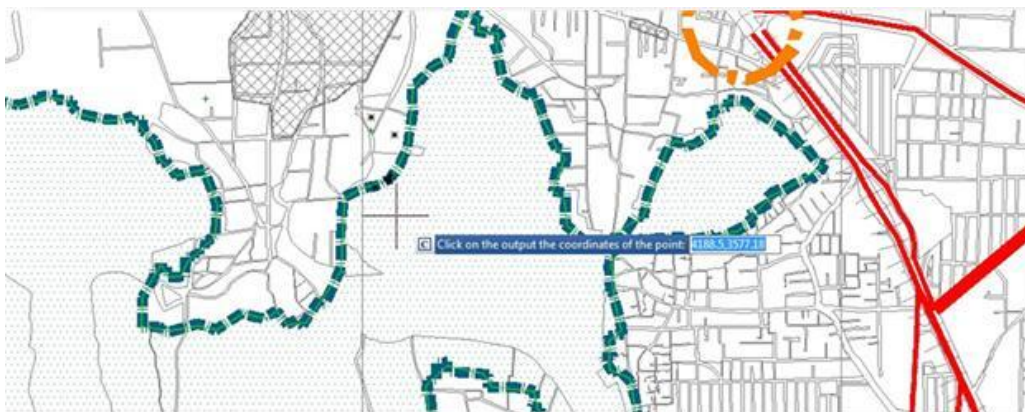 Click on the output the coordinates of the point: 4188.5,3577.18